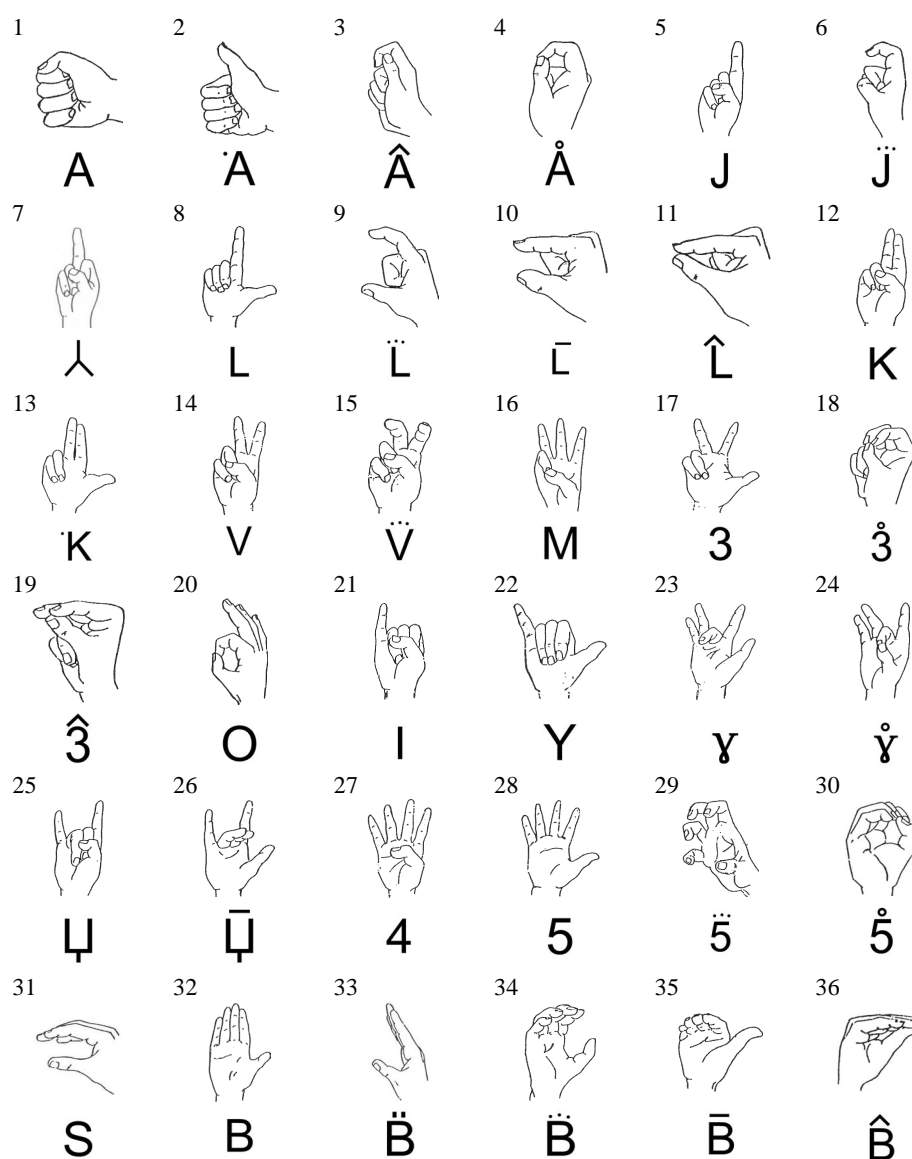 1 2 3 4 5 6
A ˙A Â Å J J⃛
7 8 9 10 11 12
⅄ L L⃛ L̅ L̂ K
13 14 15 16 17 18
˙K V V⃛ M 3 3̊
19 20 21 22 23 24
3̂ O I Y ɣ ɣ̊
25 26 27 28 29 30
Џ Џ̅ 4 5 5⃛ 5̊
31 32 33 34 35 36
S B B̈ B⃛ B̅ B̂